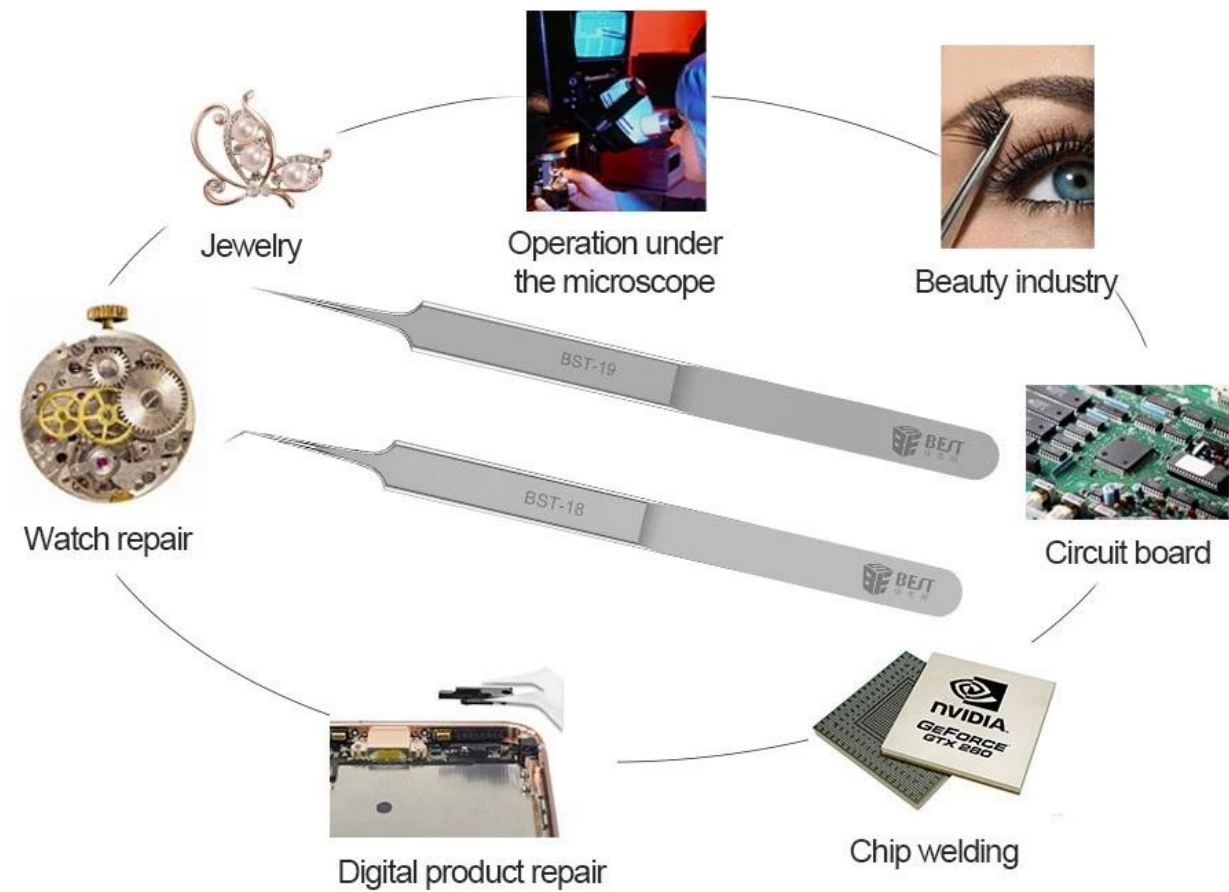 Jewelry
Operation under
the microscope
Beauty industry
BST-19
BEST
Watch repair
BST-18
BEST
Circuit board
NVIDIA
GEFORCE
GTX 280
Digital product repair
Chip welding